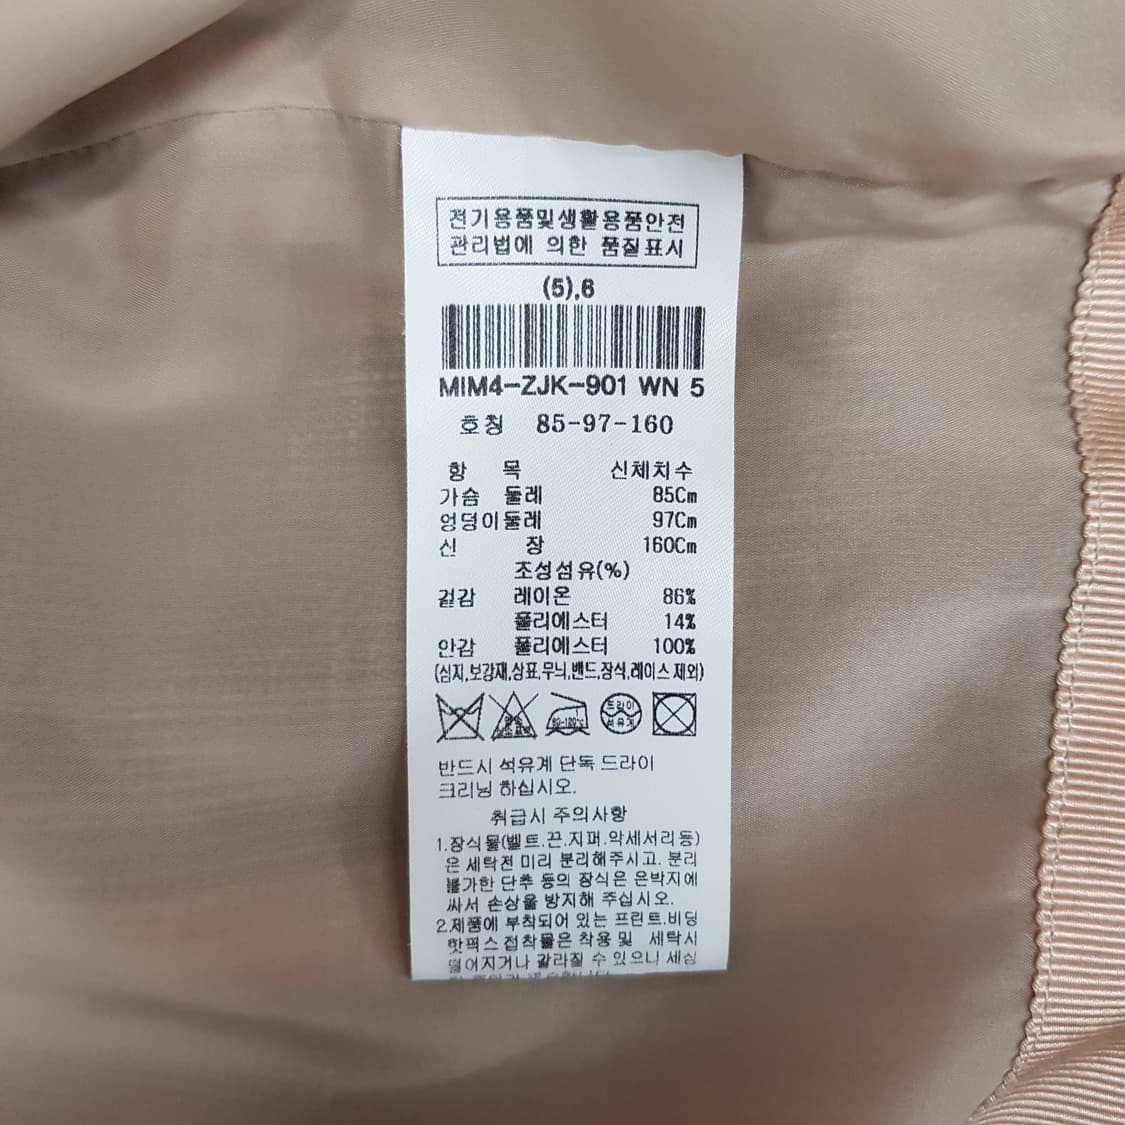 전기용품및생활용품안전
관리법에 의한 품질표시
(5),6
MIM4-ZJK-901 WN 5
호칭 85-97-160
항 목 신체치수
가슴 둘레 85Cm
엉덩이둘레 97Cm
신 장 160Cm
조성섬유(%)
겉감 레이온 86%
폴리에스터 14%
안감 폴리에스터 100%
(심지,보강재,상표,무늬,밴드,장식,레이스 제외)
80-120℃
드라이
석유계
반드시 석유계 단독 드라이
크리닝 하십시오.
취급시 주의사항
1.장식물(벨트.끈.지퍼.악세서리등)
은 세탁전 미리 분리해주시고. 분리
불가한 단추 등의 장식은 은박지에
싸서 손상을 방지해 주십시오.
2.제품에 부착되어 있는 프린트.비딩
핫픽스 접착물은 착용 및 세탁시
떨어지거나 갈라질 수 있으니 세심